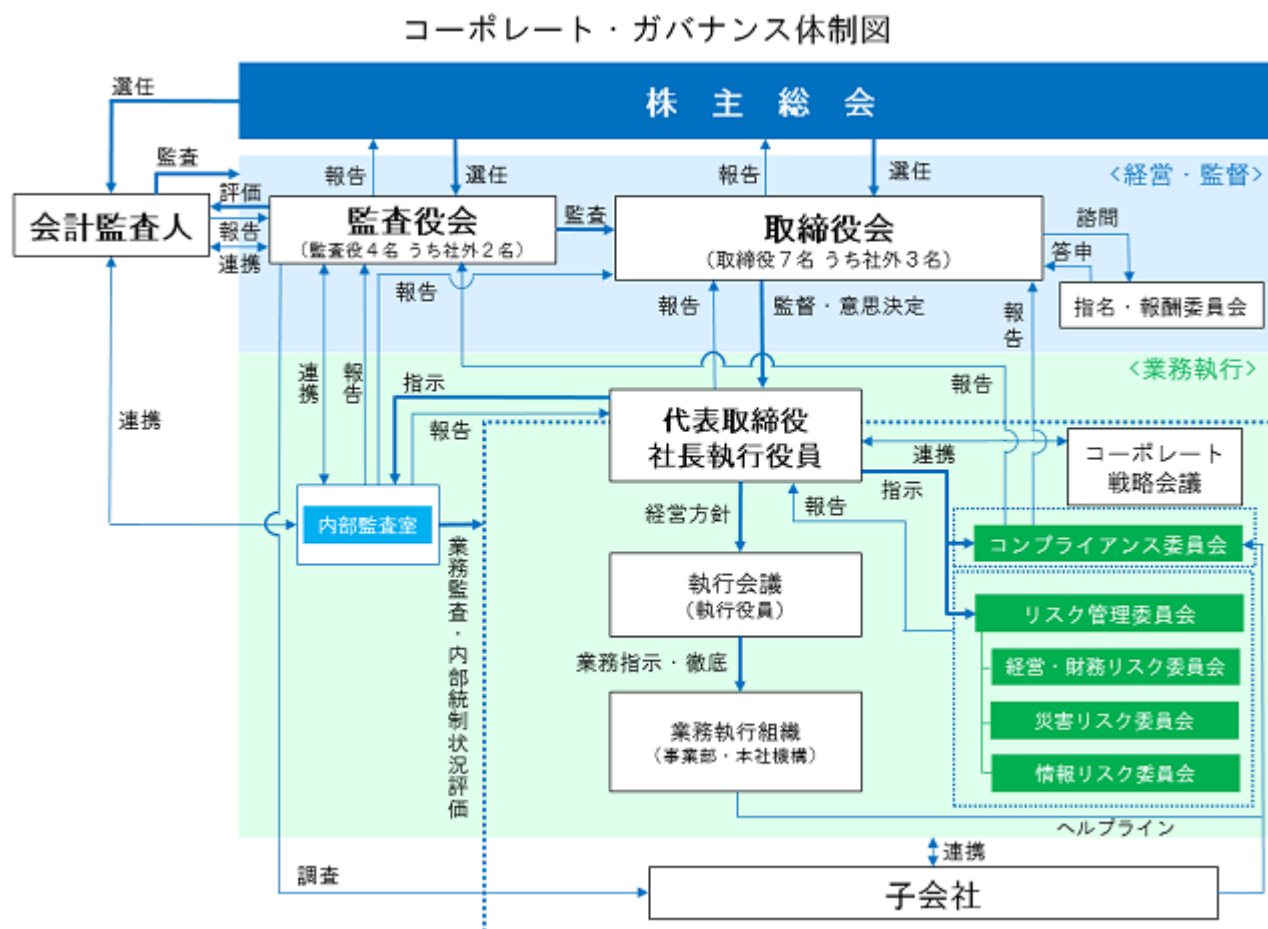 コーポレート・ガバナンス体制図
選任
株主総会
監査
報告
選任
報告
選任
<経営・監督>
評価
会計監査人
報告
連携
監査役会
(監査役4名 うち社外2名)
監査
取締役会
(取締役7名 うち社外3名)
諮問
答申
指名・報酬委員会
報告
報告
監督・意思決定
報告
<業務執行>
連携
連携
報告
指示
報告
代表取締役
社長執行役員
報告
連携
コーポレート
戦略会議
指示
報告
内部監査室
経営方針
コンプライアンス委員会
業務監査・内部統制状況評価
執行会議
(執行役員)
リスク管理委員会
業務指示・徹底
経営・財務リスク委員会
業務執行組織
(事業部・本社機構)
災害リスク委員会
情報リスク委員会
ヘルプライン
連携
調査
子会社